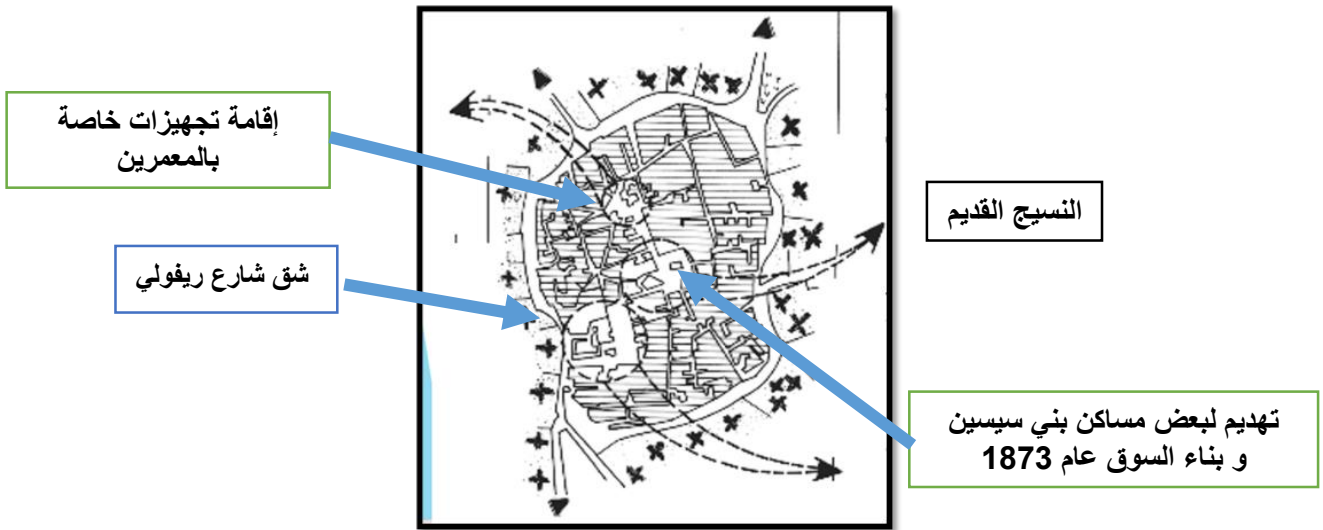 إقامة تجهيزات خاصة
بالمعمرين
النسيج القديم
شق شارع ريفولي
تهديم لبعض مساكن بني سيسين
و بناء السوق عام 1873